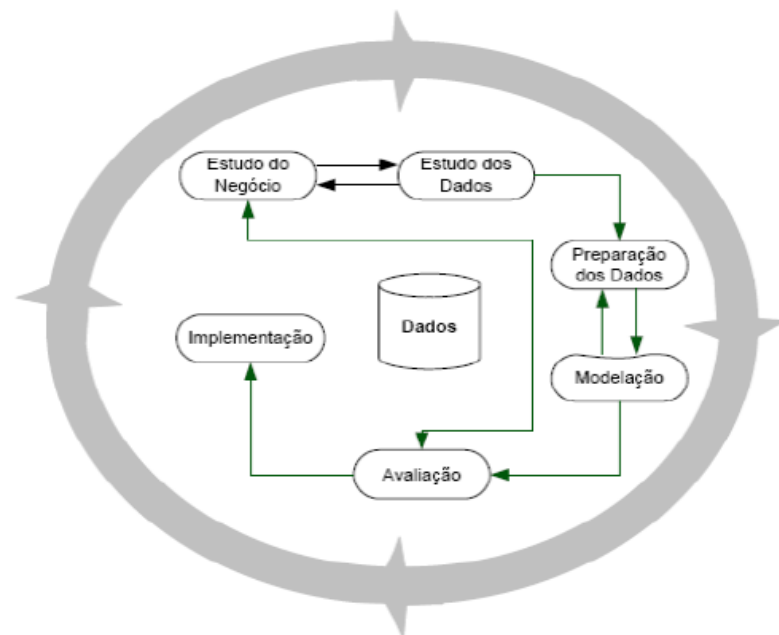 Estudo do
Negócio
Estudo dos
Dados
Preparação
dos Dados
Dados
Implementação
Modelação
Avaliação